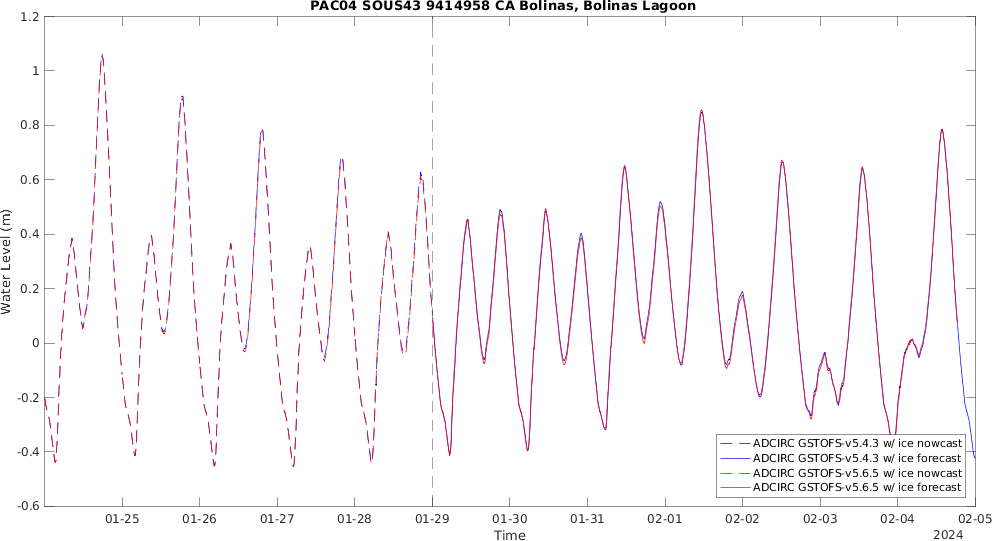 PAC04 SOUS43 9414958 CA Bolinas, Bolinas Lagoon
1.2
1
0.8
0.6
0.4
0.2
0
-0.2
-0.4
-0.6
Water Level (m)
ADCIRC GSTOFS-v5.4.3 w/ ice nowcast
ADCIRC GSTOFS-v5.4.3 w/ ice forecast
ADCIRC GSTOFS-v5.6.5 w/ ice nowcast
ADCIRC GSTOFS-v5.6.5 w/ ice forecast
01-25 01-26 01-27 01-28 01-29 01-30 01-31 02-01 02-02 02-03 02-04 02-05
Time
2024